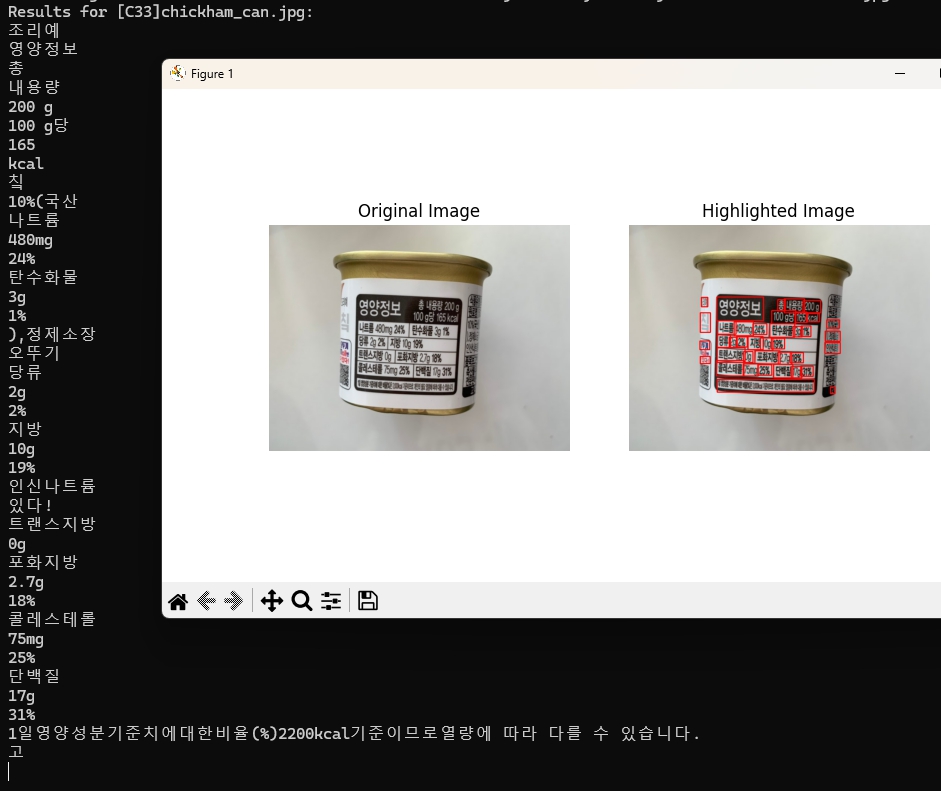 Results for [C33]chickham_can.jpg:
조리예
영양정보
총
내용량
200 g
100 g당
165
kcal
칰
10%(국산
나트륨
480mg
24%
탄수화물
3g
1%
),정제소장
오뚜기
당류
2g
2%
지방
10g
19%
인신나트륨
있다!
트랜스지방
0g
포화지방
2.7g
18%
콜레스테롤
75mg
25%
단백질
17g
31%
1일영양성분기준치에대한비율(%)2200kcal기준이므로열량에 따라 다를 수 있습니다.
고
Figure 1
Original Image
영양정보 총 내용량 200 g
100 g당 165 kcal
나트륨 480mg 24% 탄수화물 3g 1%
당류 2g 2% 지방 10g 19%
트랜스지방 0g 포화지방 2.7g 18%
콜레스테롤 75mg 25% 단백질 17g 31%
Highlighted Image
영양정보 총 내용량 200 g
100 g당 165 kcal
나트륨 480mg 24% 탄수화물 3g 1%
당류 2g 2% 지방 10g 19%
트랜스지방 0g 포화지방 2.7g 18%
콜레스테롤 75mg 25% 단백질 17g 31%